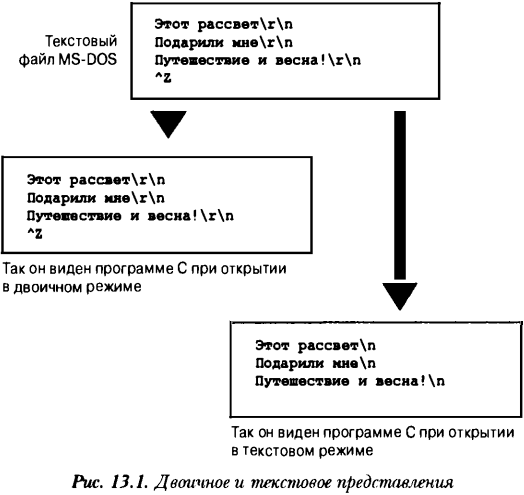 Текстовый
файл MS-DOS
Этот рассвет\r\n
Подарили мне\r\n
Путешествие и весна!\r\n
^Z
Этот рассвет\r\n
Подарили мне\r\n
Путешествие и весна!\r\n
^Z
Так он виден программе С при открытии
в двоичном режиме
Этот рассвет\n
Подарили мне\n
Путешествие и весна!\n
Так он виден программе С при открытии
в текстовом режиме
Рис. 13.1. Двоичное и текстовое представления